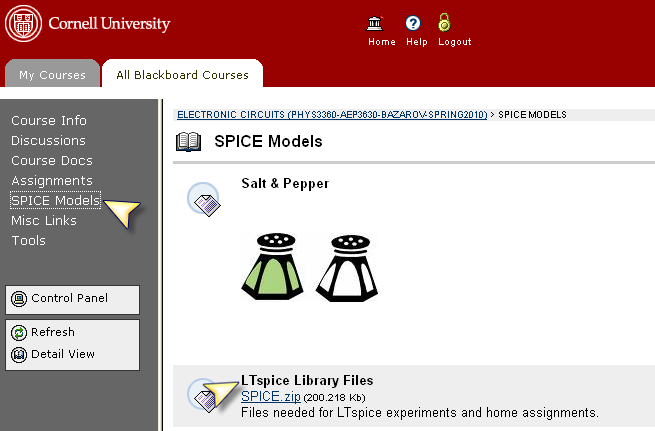 Cornell University
Home Help Logout
My Courses
All Blackboard Courses
Course Info
Discussions
Course Docs
Assignments
SPICE Models
Misc Links
Tools
Control Panel
Refresh
Detail View
ELECTRONIC CIRCUITS (PHYS3360-AEP3630-BAZAROV-SPRING2010) > SPICE MODELS
SPICE Models
Salt & Pepper
LTspice Library Files
SPICE.zip (200.218 Kb)
Files needed for LTspice experiments and home assignments.